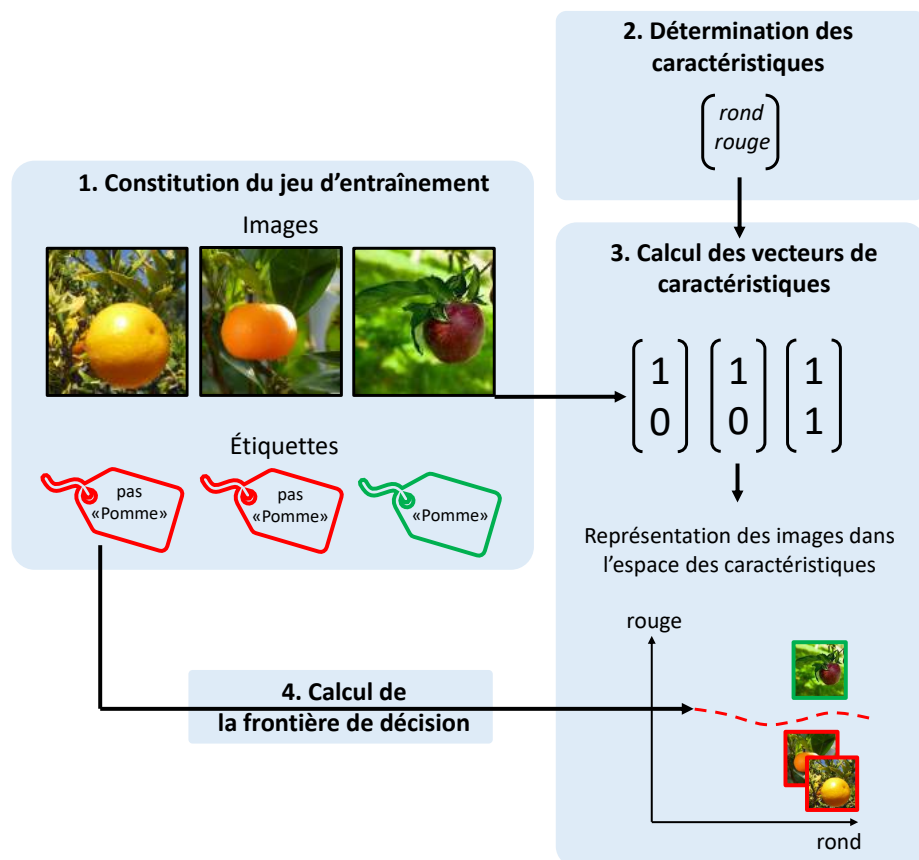 1. Constitution du jeu d’entraînement
Images
Étiquettes
pas
«Pomme»
pas
«Pomme»
«Pomme»
2. Détermination des
caractéristiques
rond
rouge
3. Calcul des vecteurs de
caractéristiques
1 1 1
0 0 1
Représentation des images dans
l’espace des caractéristiques
rouge
rond
4. Calcul de
la frontière de décision